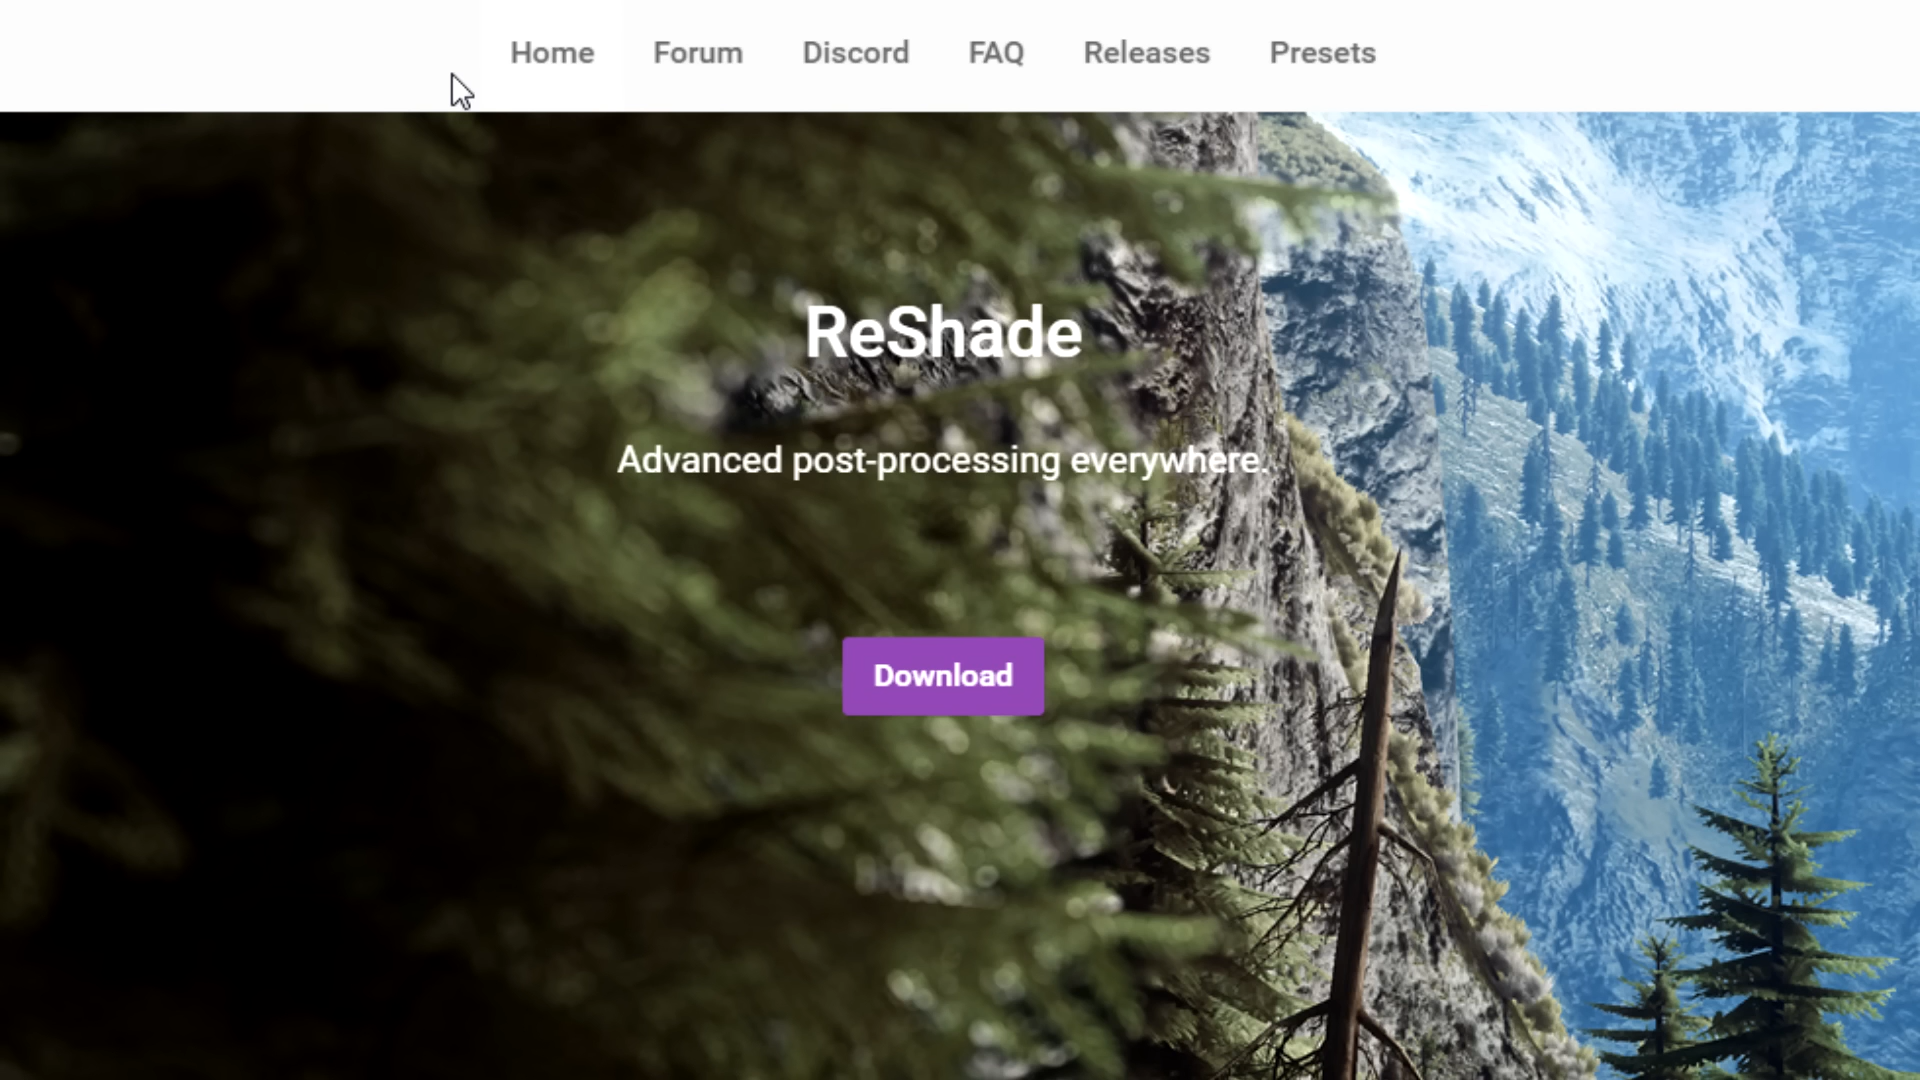 Home Forum Discord FAQ Releases Presets
ReShade
Advanced post-processing everywhere.
Download